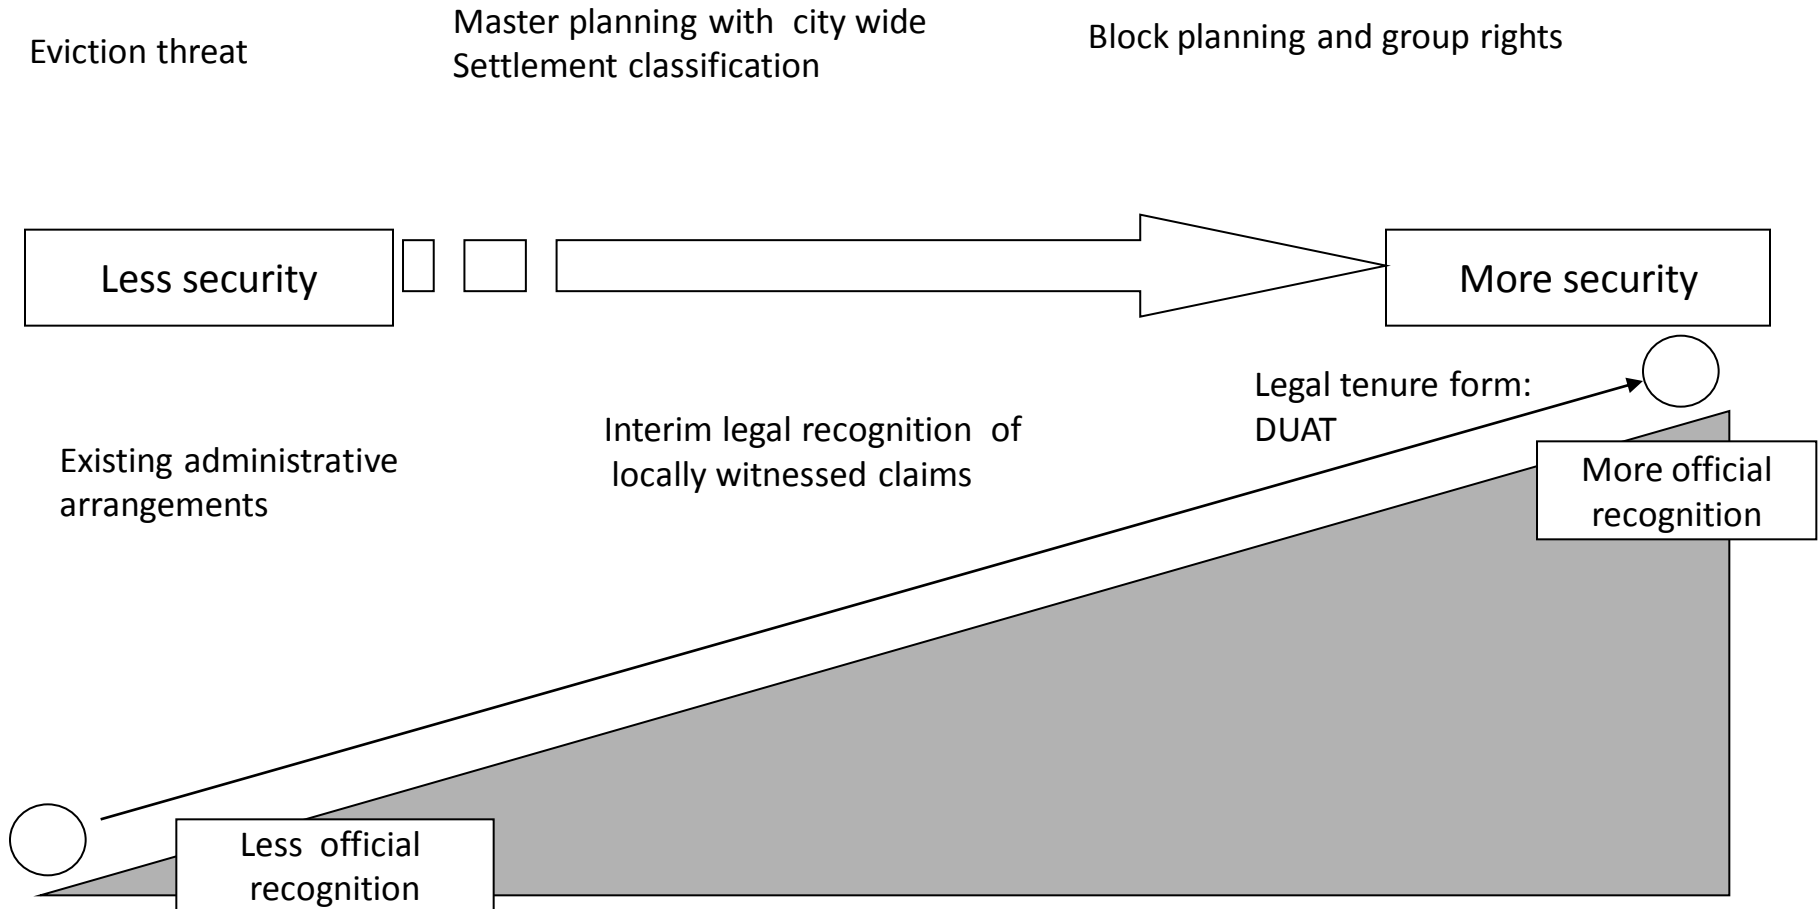 Eviction threat
Master planning with city wide
Settlement classification
Block planning and group rights
Less security
More security
Existing administrative
arrangements
Interim legal recognition of
locally witnessed claims
Legal tenure form:
DUAT
More official
recognition
Less official
recognition